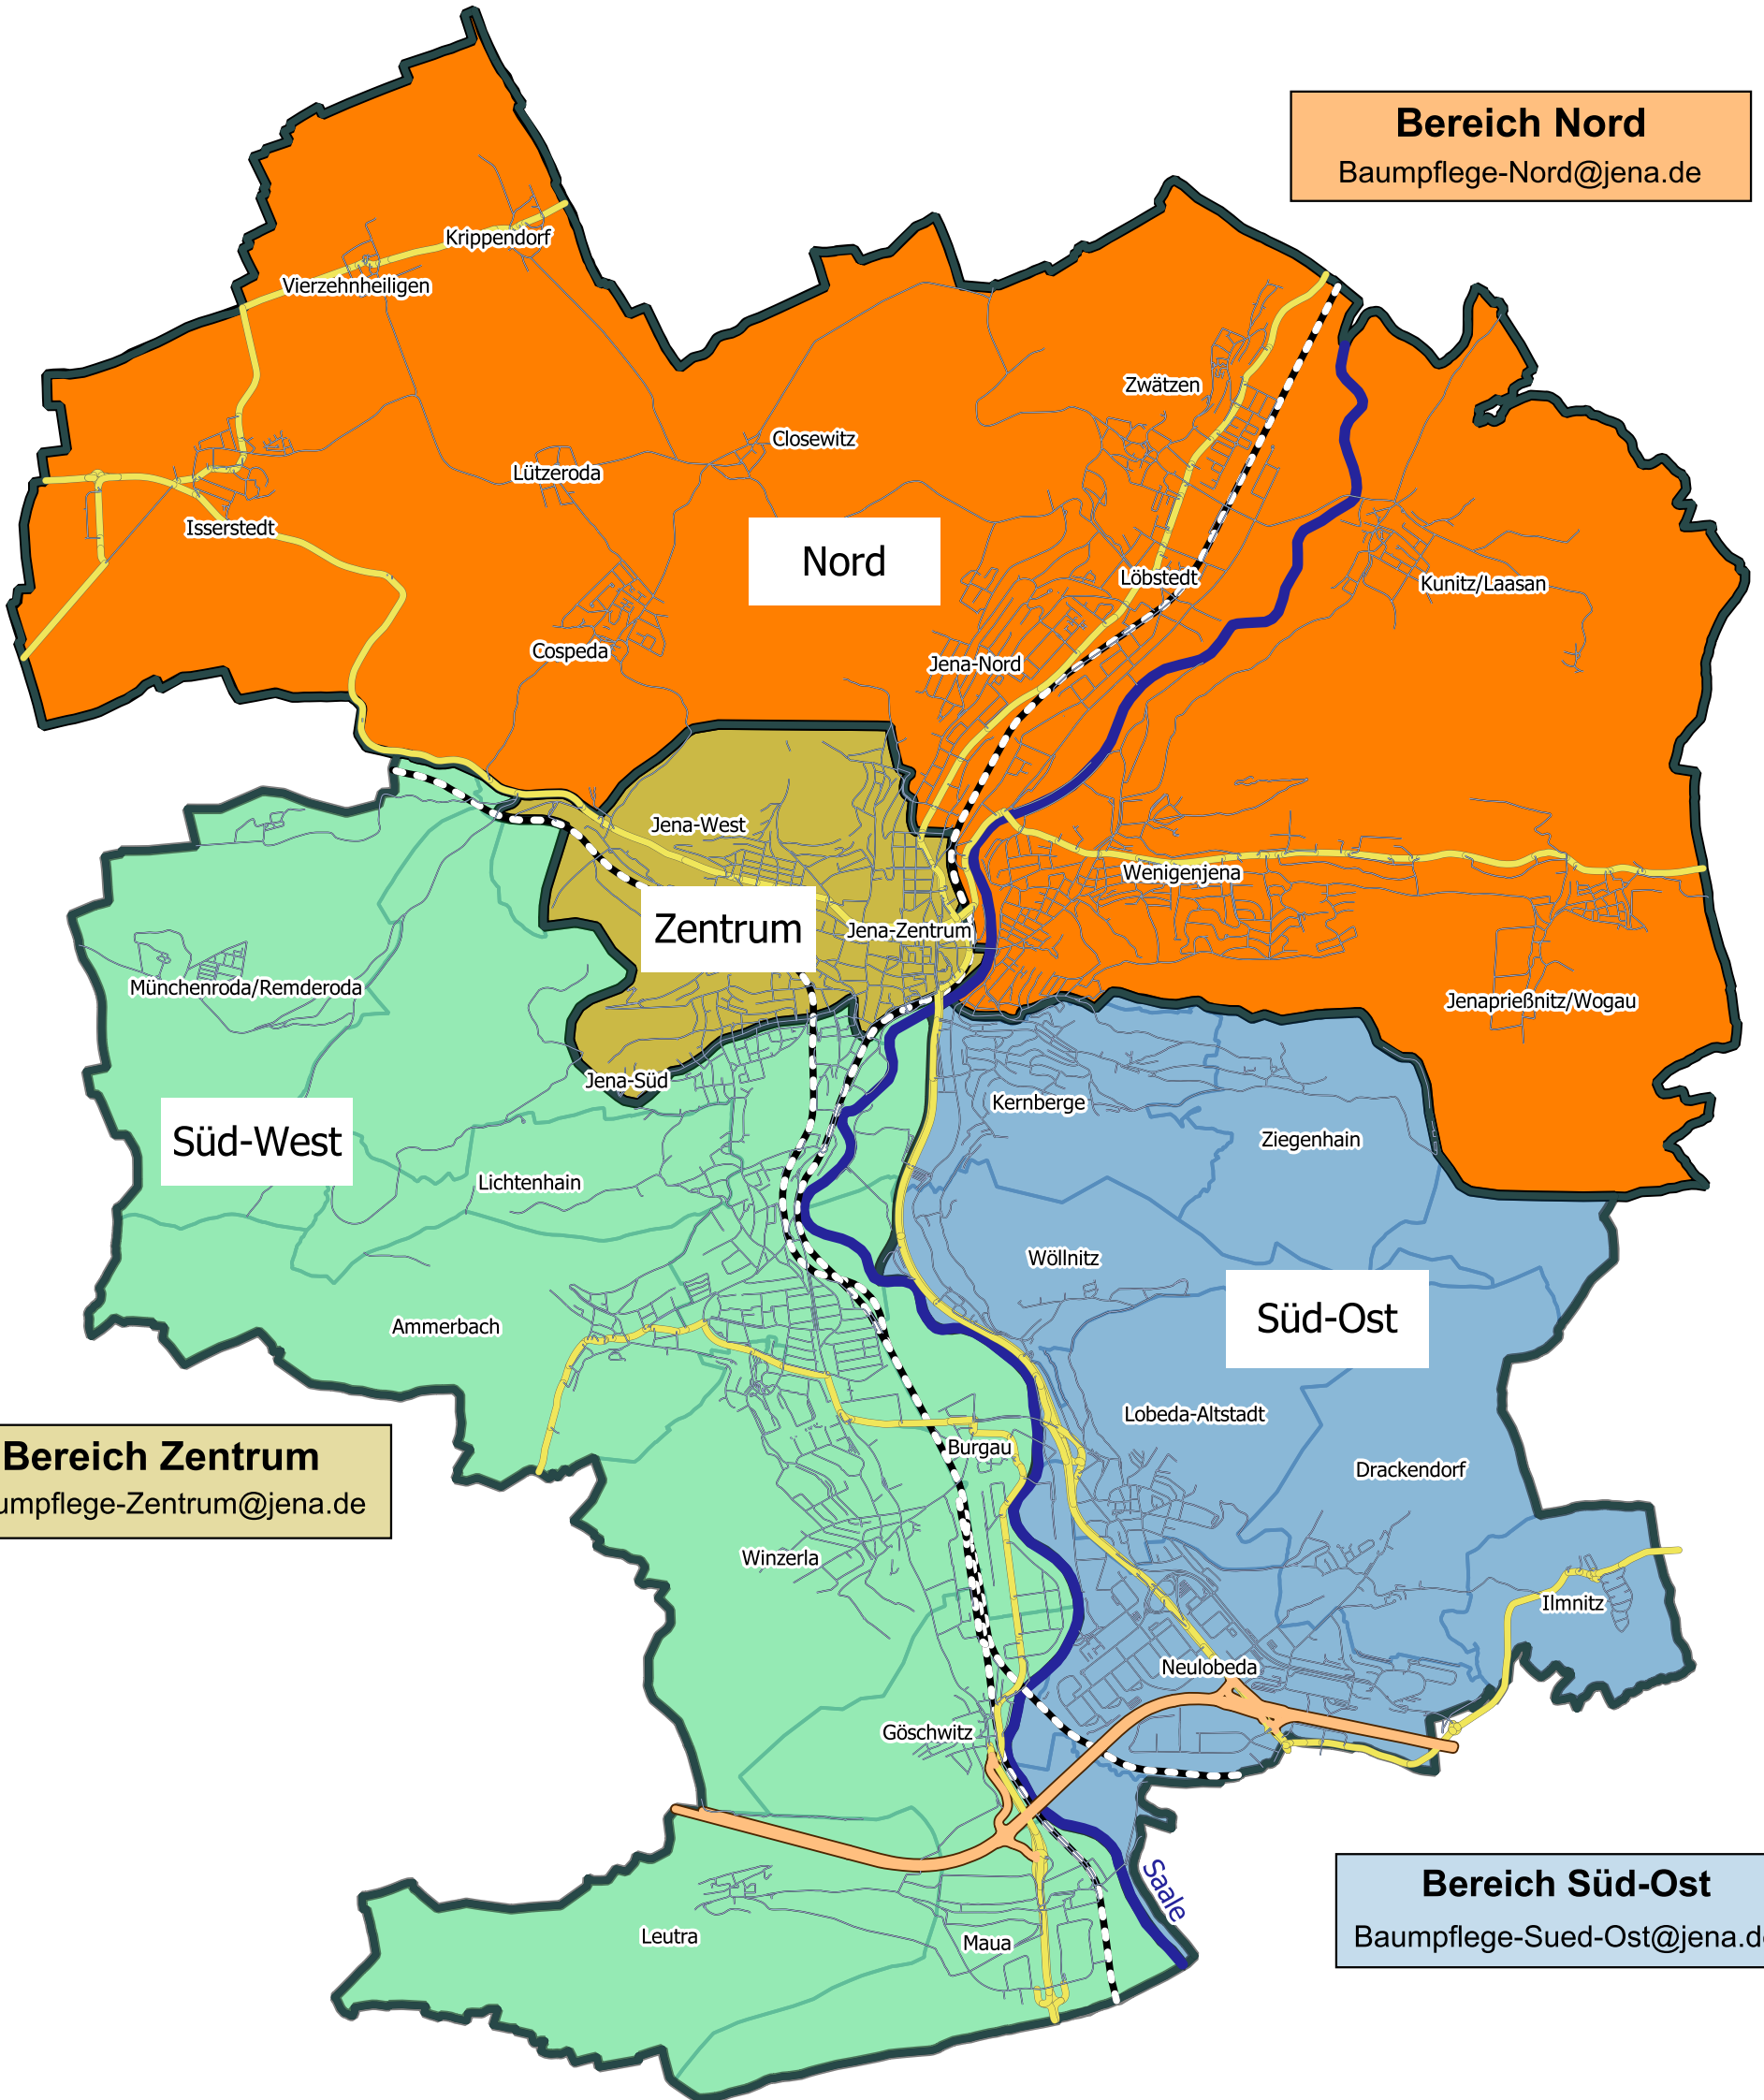 Bereich Nord
Baumpflege-Nord@jena.de
Krippendorf
Vierzehnheiligen
Zwätzen
Closewitz
Lützeroda
Isserstedt
Nord
Löbstedt
Kunitz/Laasan
Cospeda
Jena-Nord
Jena-West
Wenigenjena
Zentrum
Jena-Zentrum
Münchenroda/Remderoda
Jenaprießnitz/Wogau
Jena-Süd
Kernberge
Süd-West
Ziegenhain
Lichtenhain
Wöllnitz
Süd-Ost
Ammerbach
Lobeda-Altstadt
Burgau
Bereich Zentrum
umpflege-Zentrum@jena.de
Drackendorf
Winzerla
Ilmnitz
Neulobeda
Göschwitz
Saale
Bereich Süd-Ost
Baumpflege-Sued-Ost@jena.d
Leutra
Maua